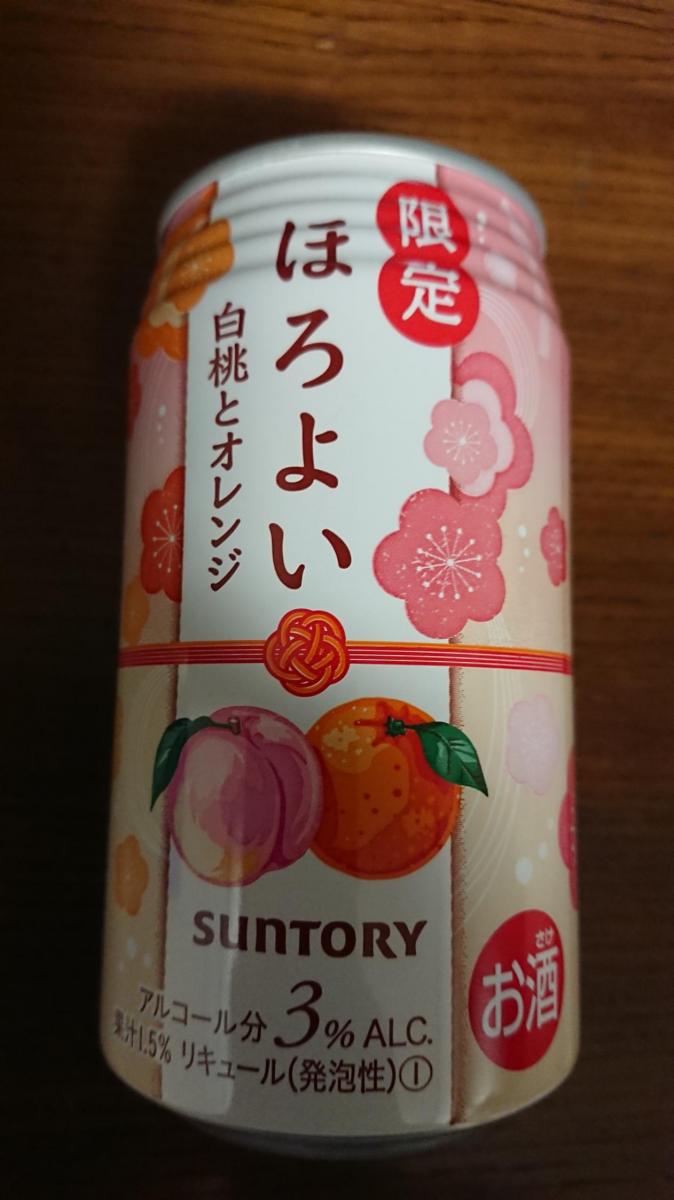 限定
ほろよい
白桃とオレンジ
SUNTORY
アルコール分3%ALC.
果汁1.5% リキュール(発泡性)①
さけ
お酒